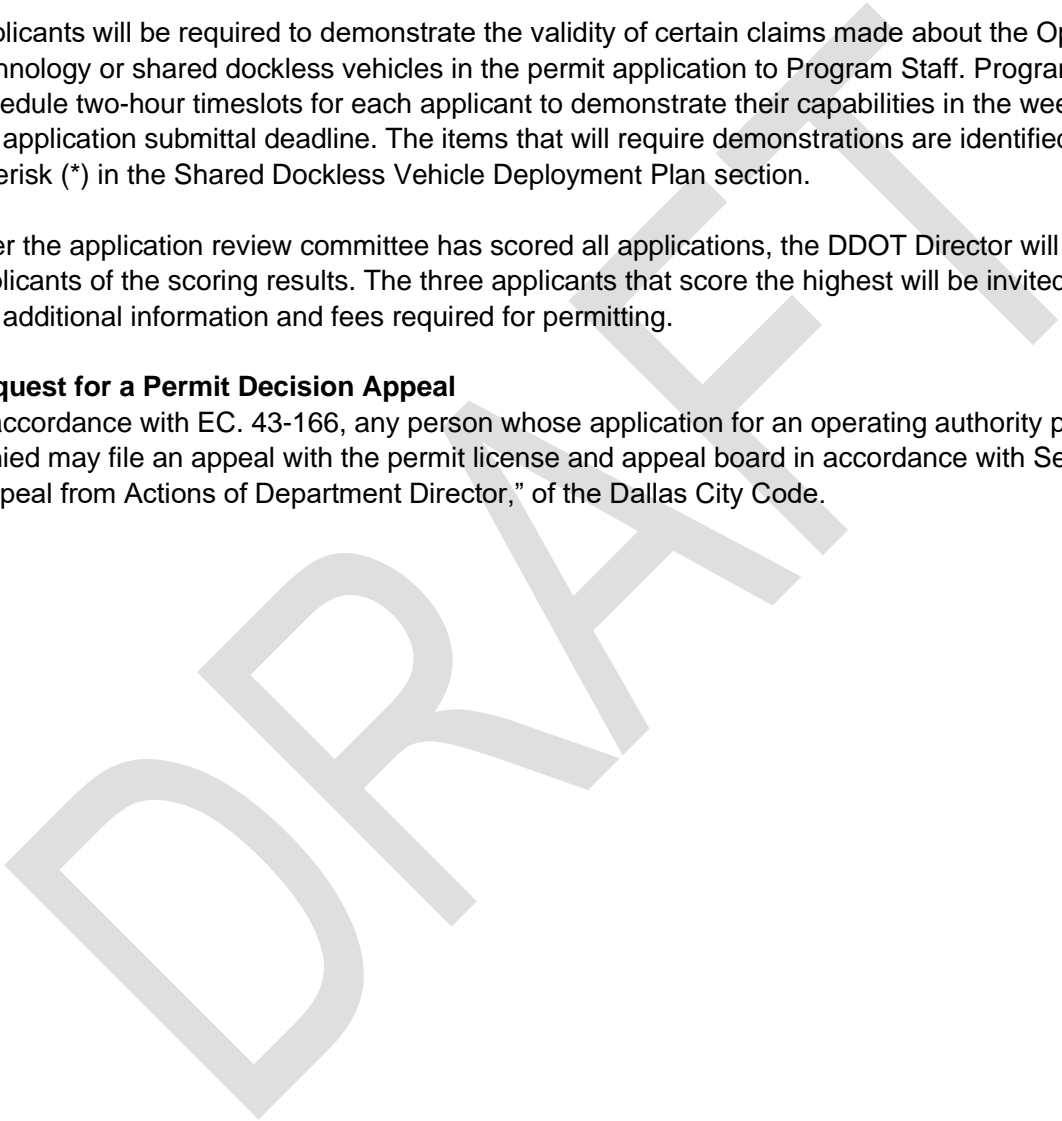 plicants will be required to demonstrate the validity of certain claims made about the Op
hnology or shared dockless vehicles in the permit application to Program Staff. Program
edule two-hour timeslots for each applicant to demonstrate their capabilities in the wee
application submittal deadline. The items that will require demonstrations are identified
erisk (*) in the Shared Dockless Vehicle Deployment Plan section.
er the application review committee has scored all applications, the DDOT Director will
plicants of the scoring results. The three applicants that score the highest will be invited
additional information and fees required for permitting.
quest for a Permit Decision Appeal
accordance with EC. 43-166, any person whose application for an operating authority p
nied may file an appeal with the permit license and appeal board in accordance with Se
peal from Actions of Department Director,” of the Dallas City Code.
DRAFT